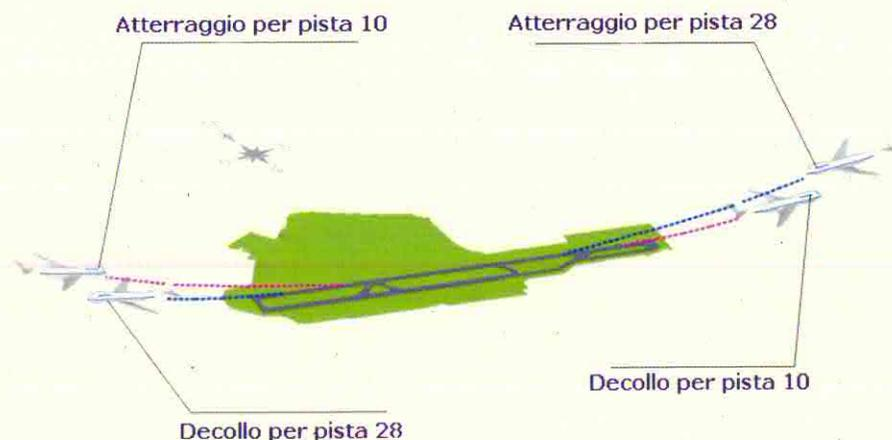 Atterraggio per pista 10
Atterraggio per pista 28
Decollo per pista 10
Decollo per pista 28